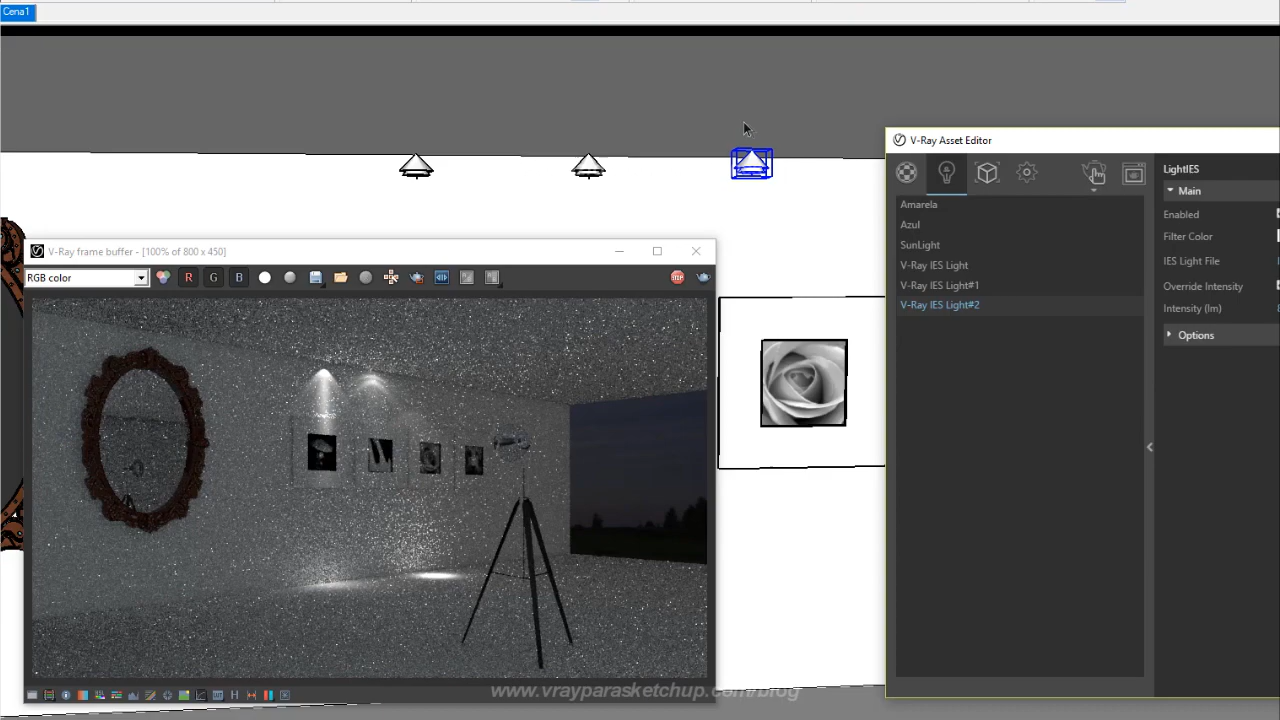 Cena1
V-Ray Asset Editor
LightIES
Main
Amarela
Enabled
Azul
Filter Color
SunLight
IES Light File
V-Ray IES Light
V-Ray IES Light#1
Override Intensity
V-Ray IES Light#2
Intensity (lm)
Options
V-Ray frame buffer - [100% of 800 x 450]
RGB color
R
G
B
H
www.vrayparasketchup.com/blog